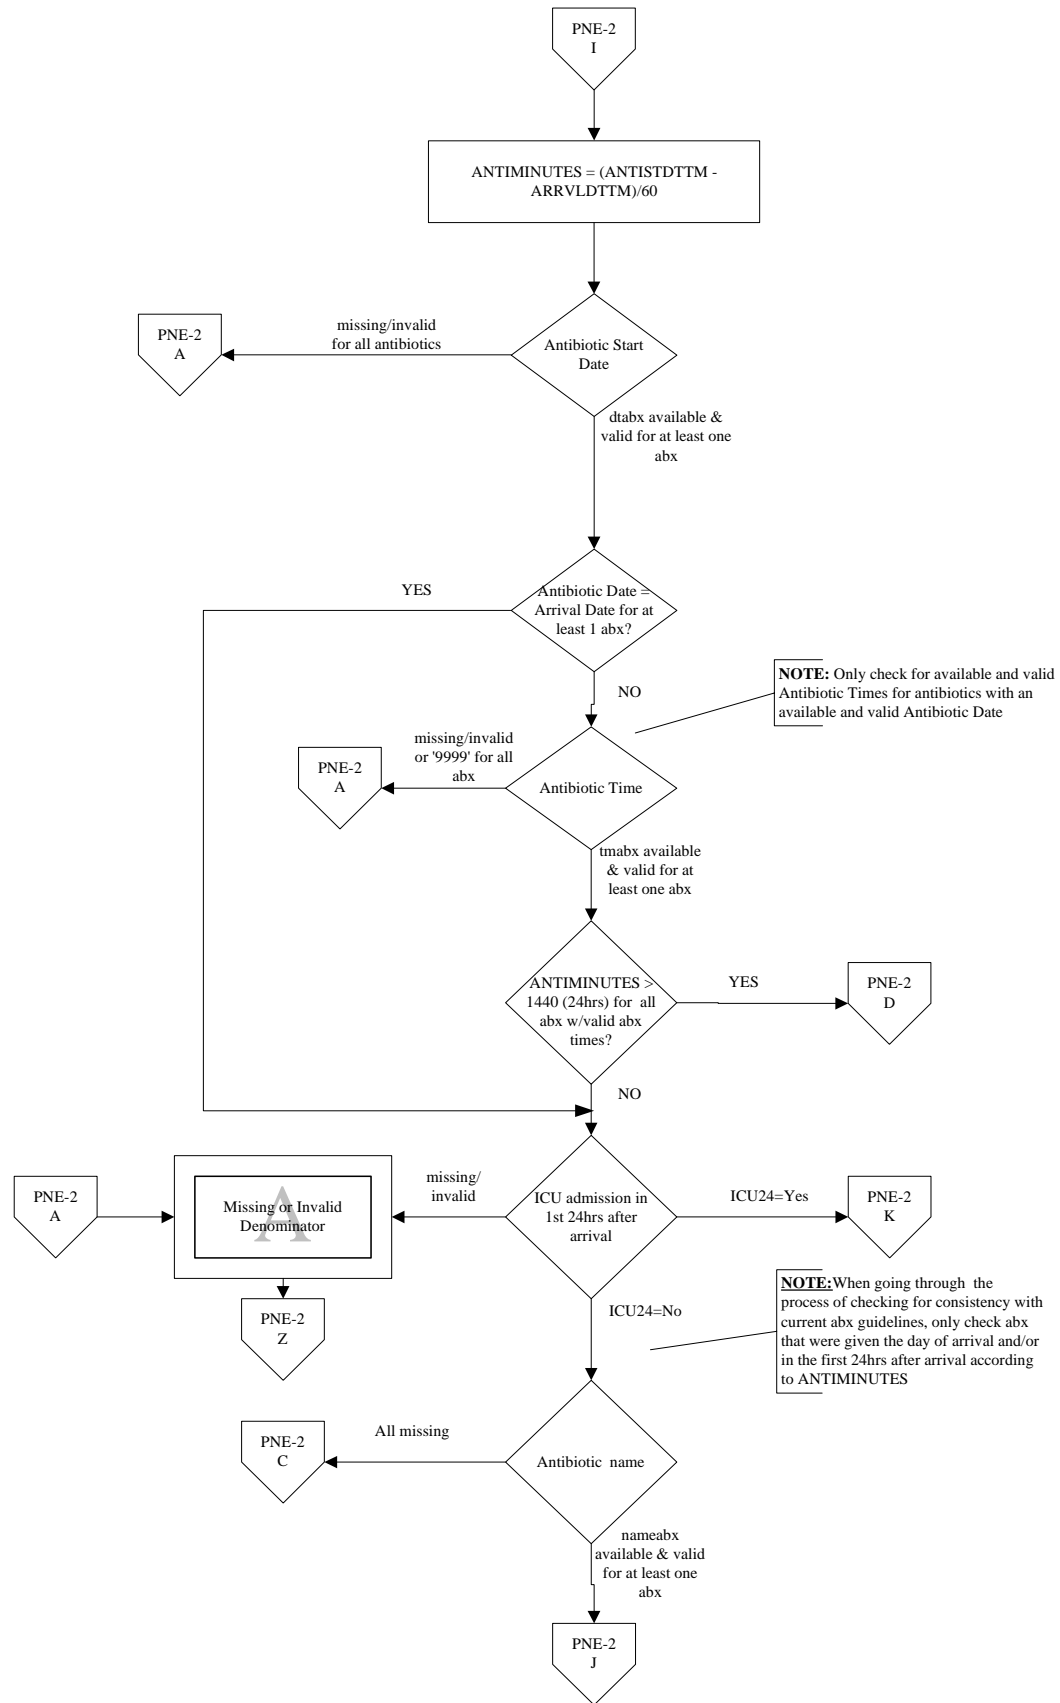 PNE-2
I
ANTIMINUTES = (ANTISTDTTM -
ARRVLDTTM)/60
missing/invalid
for all antibiotics
PNE-2
A
Antibiotic Start
Date
dtabx available &
valid for at least one
abx
YES
Antibiotic Date =
Arrival Date for at
least 1 abx?
NO
NOTE: Only check for available and valid
Antibiotic Times for antibiotics with an
available and valid Antibiotic Date
missing/invalid
or '9999' for all
abx
PNE-2
A
Antibiotic Time
tmabx available
& valid for at
least one abx
ANTIMINUTES >
1440 (24hrs) for all
abx w/valid abx
times?
YES
PNE-2
D
NO
PNE-2
A
A
Missing or Invalid
Denominator
missing/
invalid
ICU admission in
1st 24hrs after
arrival
ICU24=Yes
PNE-2
K
PNE-2
Z
ICU24=No
NOTE:When going through the
process of checking for consistency with
current abx guidelines, only check abx
that were given the day of arrival and/or
in the first 24hrs after arrival according
to ANTIMINUTES
All missing
PNE-2
C
Antibiotic name
nameabx
available & valid
for at least one
abx
PNE-2
J